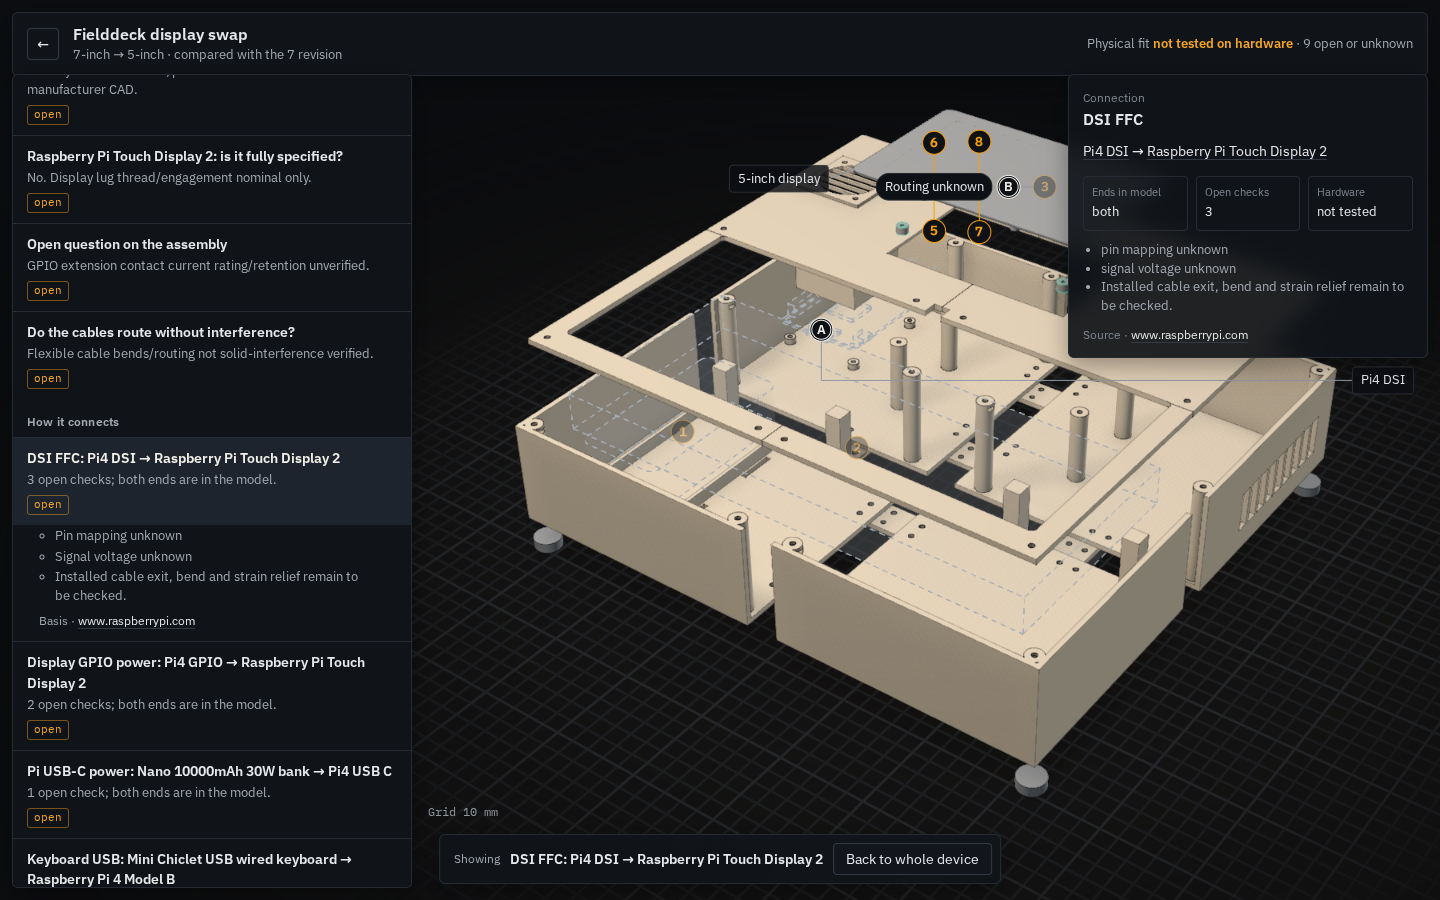 ←
Fielddeck display swap
7-inch → 5-inch · compared with the 7 revision
Physical fit not tested on hardware · 9 open or unknown
manufacturer CAD.
open
Raspberry Pi Touch Display 2: is it fully specified?
No. Display lug thread/engagement nominal only.
open
Open question on the assembly
GPIO extension contact current rating/retention unverified.
open
Do the cables route without interference?
Flexible cable bends/routing not solid-interference verified.
open
How it connects
DSI FFC: Pi4 DSI → Raspberry Pi Touch Display 2
3 open checks; both ends are in the model.
open
Pin mapping unknown
Signal voltage unknown
Installed cable exit, bend and strain relief remain to
be checked.
Basis · www.raspberrypi.com
Display GPIO power: Pi4 GPIO → Raspberry Pi Touch
Display 2
2 open checks; both ends are in the model.
open
Pi USB-C power: Nano 10000mAh 30W bank → Pi4 USB C
1 open check; both ends are in the model.
open
Keyboard USB: Mini Chiclet USB wired keyboard →
Raspberry Pi 4 Model B
6
8
5-inch display
Routing unknown
B
3
5
7
A
1
2
Pi4 DSI
Connection
DSI FFC
Pi4 DSI → Raspberry Pi Touch Display 2
Ends in model
both
Open checks
3
Hardware
not tested
pin mapping unknown
signal voltage unknown
Installed cable exit, bend and strain relief remain to
be checked.
Source · www.raspberrypi.com
Grid 10 mm
Showing DSI FFC: Pi4 DSI → Raspberry Pi Touch Display 2
Back to whole device